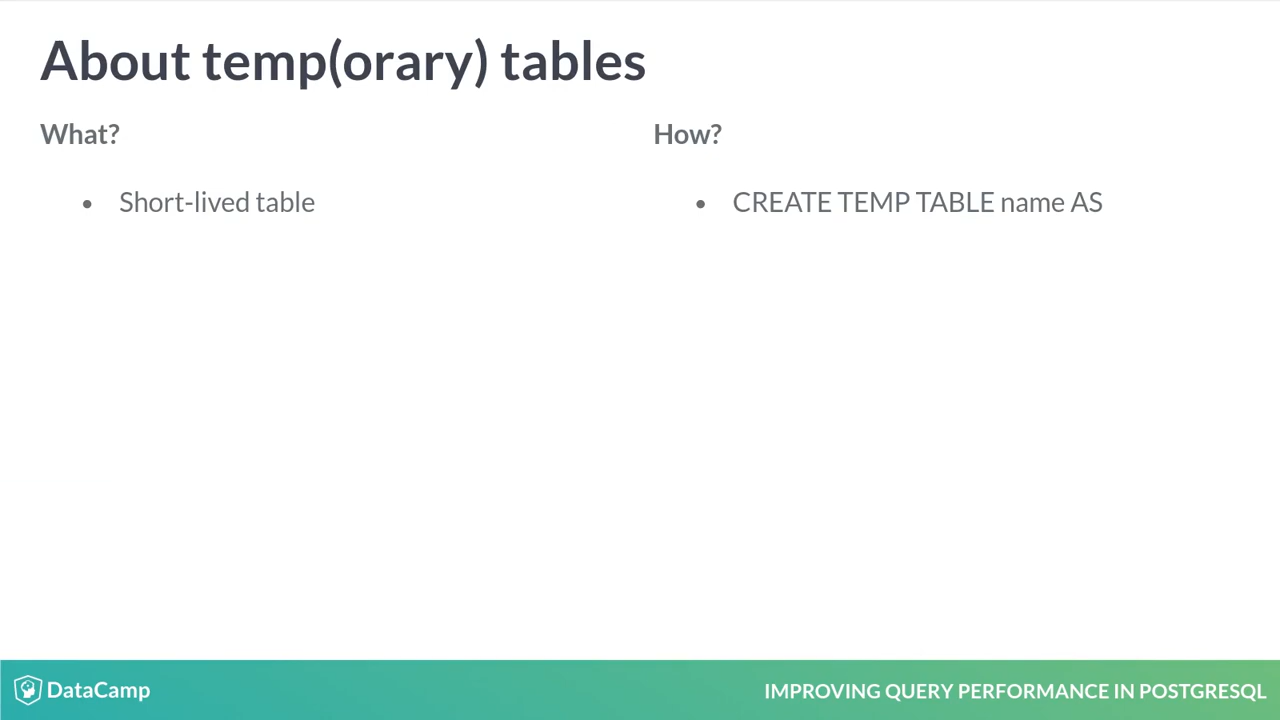 About temp(orary) tables
What?
• Short-lived table
How?
• CREATE TEMP TABLE name AS
DataCamp
IMPROVING QUERY PERFORMANCE IN POSTGRESQL